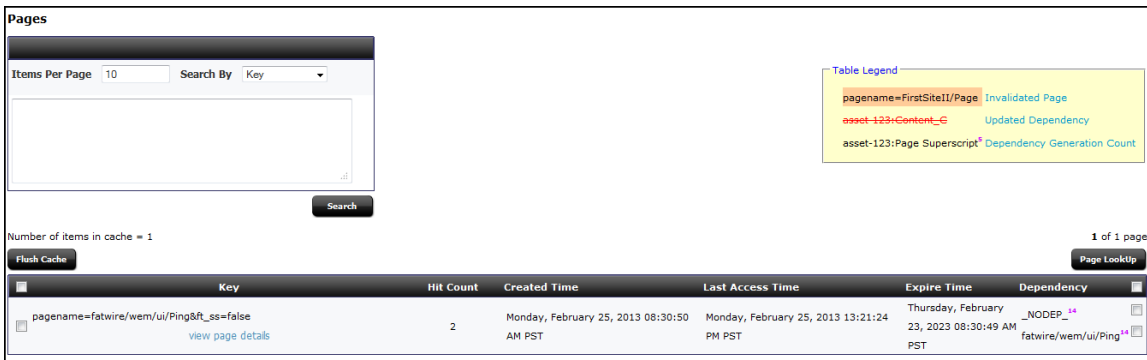 Pages
Items Per Page 10 Search By Key
Table Legend
pagename=FirstSiteII/Page Invalidated Page
asset-123:Content_C Updated Dependency
asset-123:Page Superscript5 Dependency Generation Count
Search
Number of items in cache = 1
1 of 1 page
Flush Cache
Page LookUp
Key Hit Count Created Time Last Access Time Expire Time Dependency
pagename=fatwire/wem/ui/Ping&ft_ss=false
view page details
2
Monday, February 25, 2013 08:30:50
AM PST
Monday, February 25, 2013 13:21:24
PM PST
Thursday, February
23, 2023 08:30:49 AM
PST
_NODEP_14
fatwire/wem/ui/Ping14